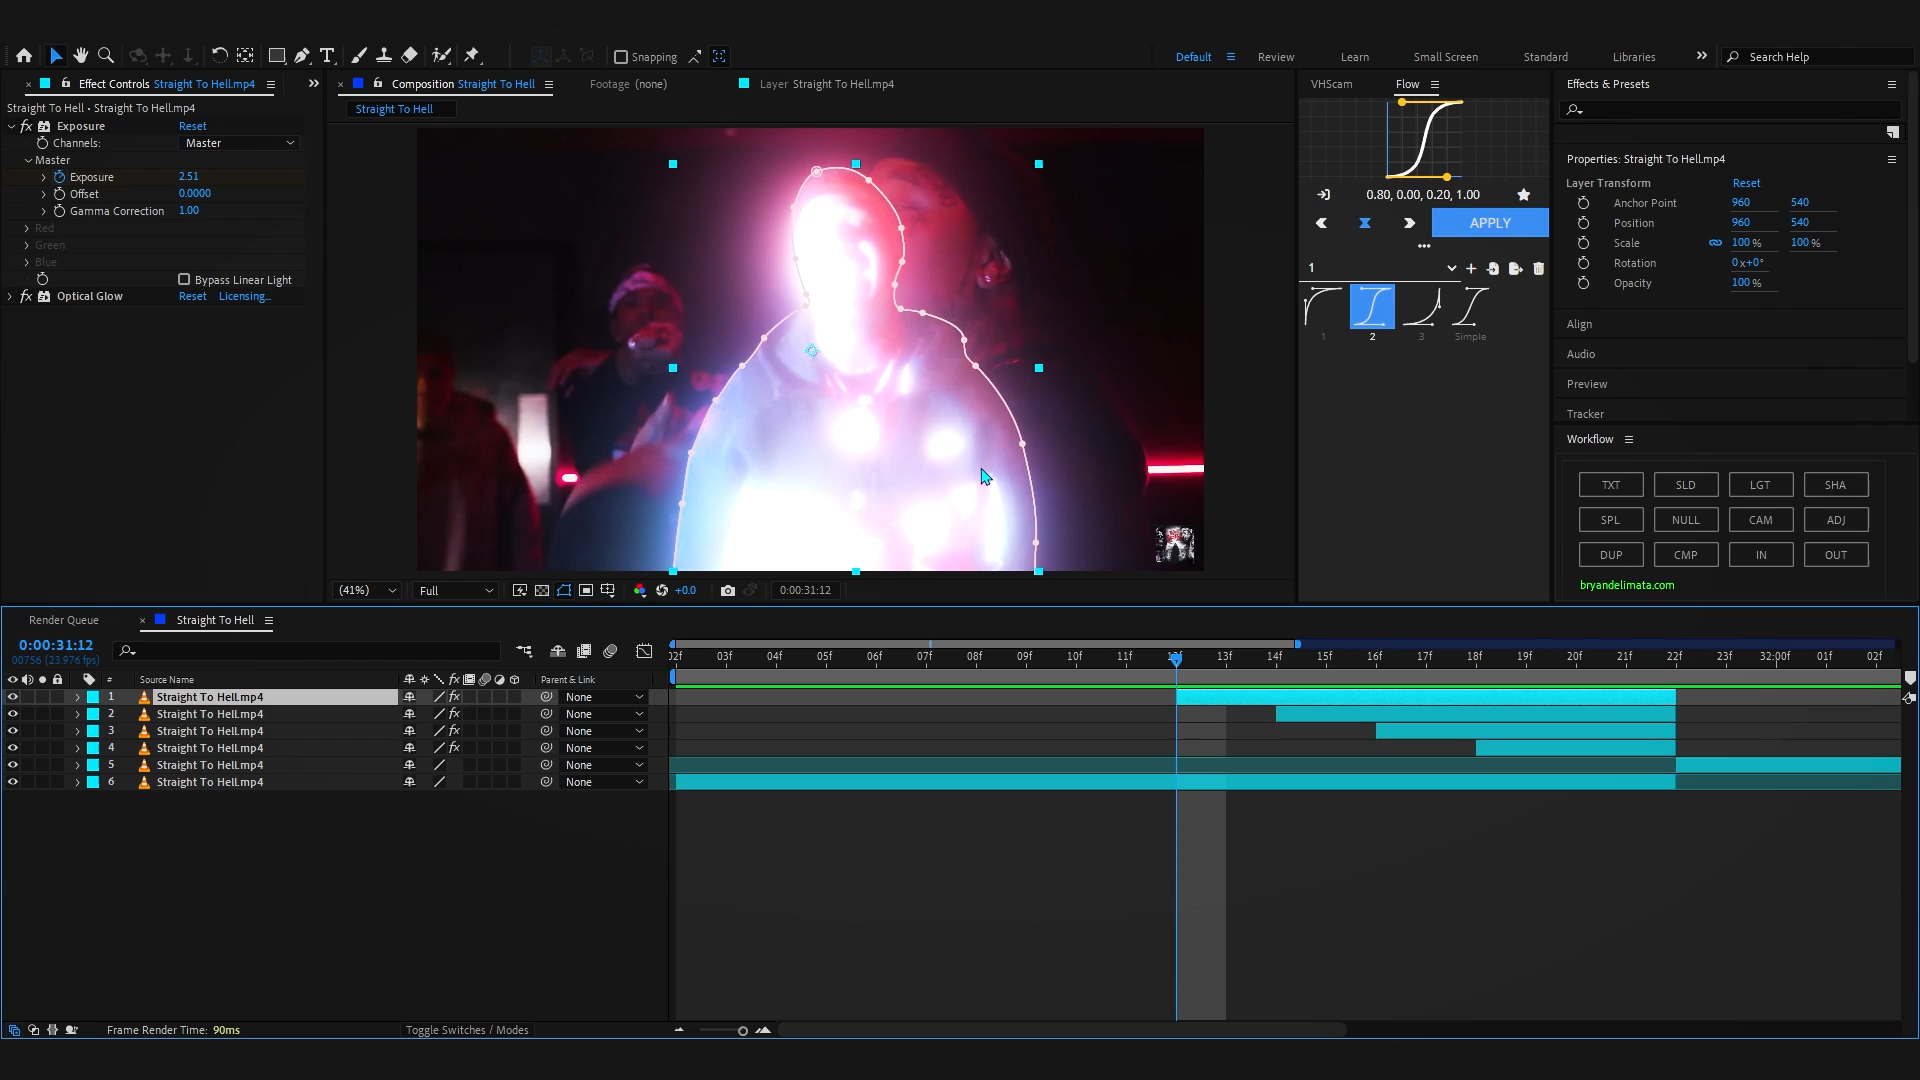 Snapping
Default
Review
Learn
Small Screen
Standard
Libraries
Search Help
Effect Controls Straight To Hell.mp4
Composition Straight To Hell
Footage (none)
Layer Straight To Hell.mp4
VHScam
Flow
Effects & Presets
Straight To Hell • Straight To Hell.mp4
Straight To Hell
fx Exposure Reset
Channels: Master
Master
Exposure 2.51
Offset 0.0000
Gamma Correction 1.00
Red
Green
Blue
Bypass Linear Light
fx Optical Glow Reset Licensing...
0.80, 0.00, 0.20, 1.00
APPLY
1
1
2
3
Simple
Properties: Straight To Hell.mp4
Layer Transform Reset
Anchor Point 960 540
Position 960 540
Scale 100 % 100 %
Rotation 0x+0°
Opacity 100 %
Align
Audio
Preview
Tracker
Workflow
TXT SLD LGT SHA
SPL NULL CAM ADJ
DUP CMP IN OUT
bryandelimata.com
(41%) Full +0.0 0:00:31:12
Render Queue
Straight To Hell
0:00:31:12
00756 (23.976 fps)
02f 03f 04f 05f 06f 07f 08f 09f 10f 11f 12f 13f 14f 15f 16f 17f 18f 19f 20f 21f 22f 23f 32:00f 01f 02f
# Source Name fx Parent & Link
1 Straight To Hell.mp4 fx None
2 Straight To Hell.mp4 fx None
3 Straight To Hell.mp4 fx None
4 Straight To Hell.mp4 fx None
5 Straight To Hell.mp4 None
6 Straight To Hell.mp4 None
Frame Render Time: 90ms
Toggle Switches / Modes